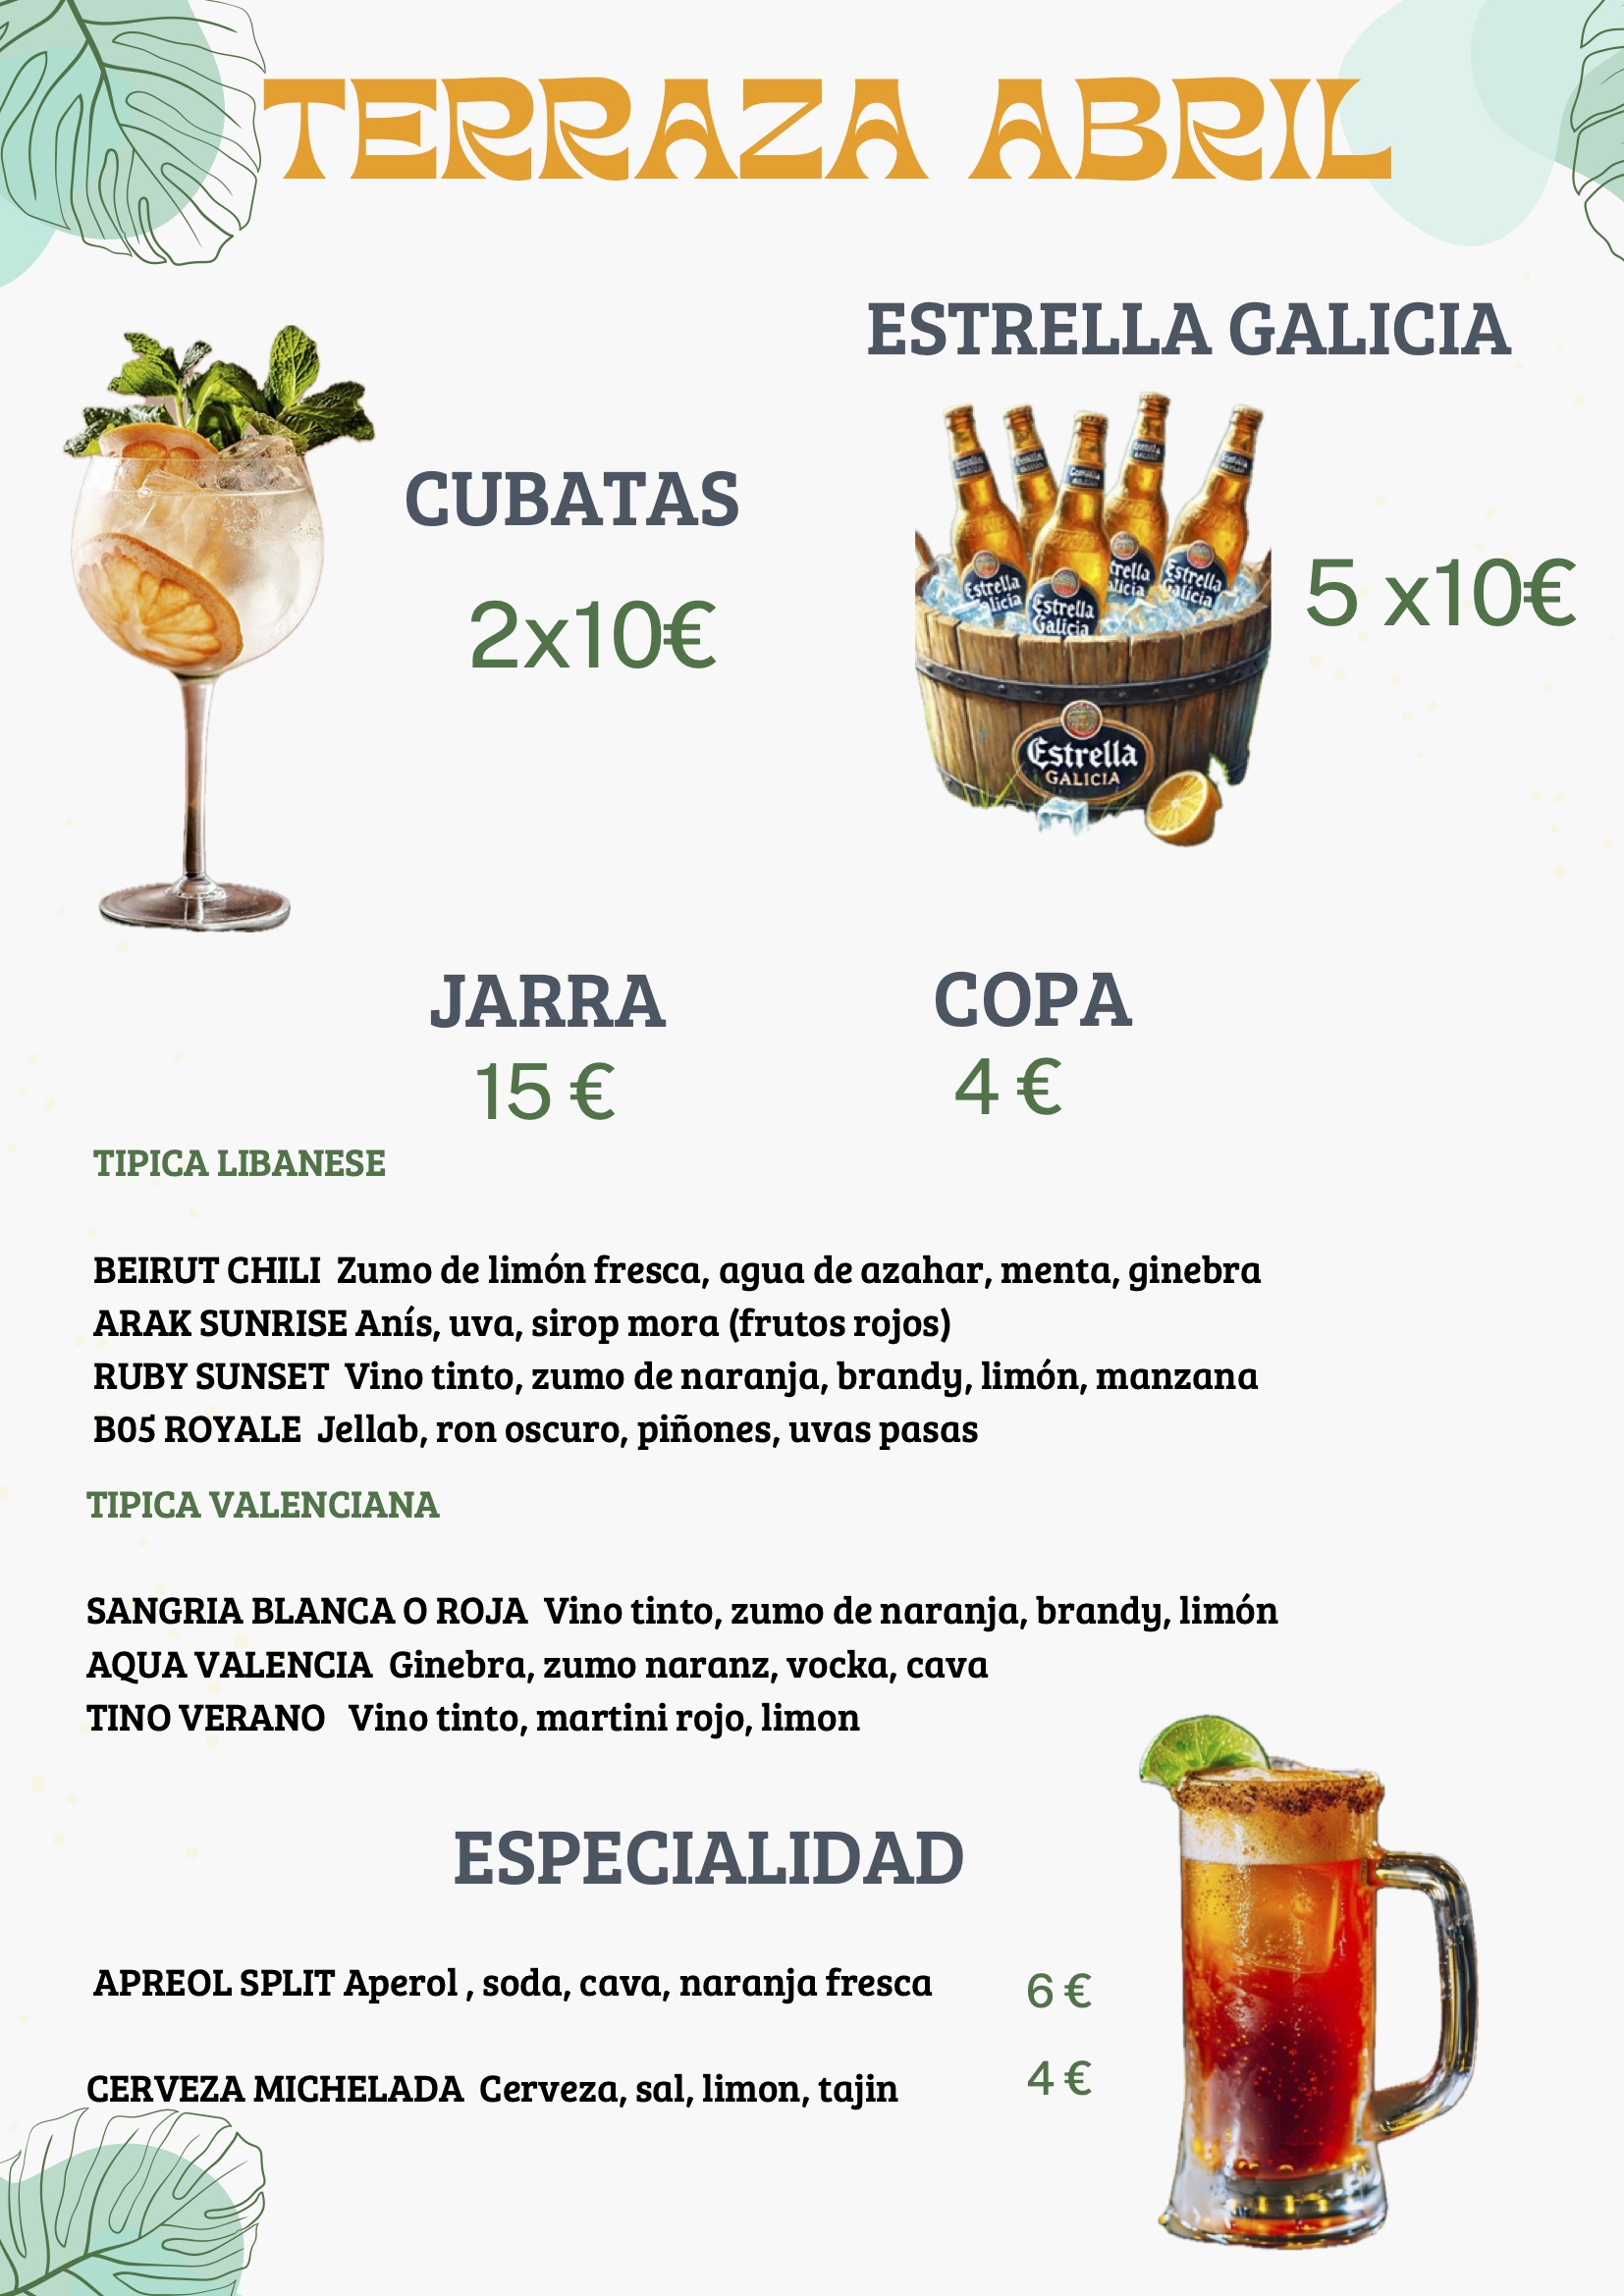 TERRAZA ABRIL
ESTRELLA GALICIA
CUBATAS
2x10€
5 x10€
Estrella
Galicia
Estrella
GALICIA
JARRA
COPA
15 €
4 €
TIPICA LIBANESE
BEIRUT CHILI Zumo de limón fresca, agua de azahar, menta, ginebra
ARAK SUNRISE Anís, uva, sirop mora (frutos rojos)
RUBY SUNSET Vino tinto, zumo de naranja, brandy, limón, manzana
B05 ROYALE Jellab, ron oscuro, piñones, uvas pasas
TIPICA VALENCIANA
SANGRIA BLANCA O ROJA Vino tinto, zumo de naranja, brandy, limón
AQUA VALENCIA Ginebra, zumo naranz, vocka, cava
TINO VERANO Vino tinto, martini rojo, limon
ESPECIALIDAD
APREOL SPLIT Aperol , soda, cava, naranja fresca 6 €
CERVEZA MICHELADA Cerveza, sal, limon, tajin 4 €